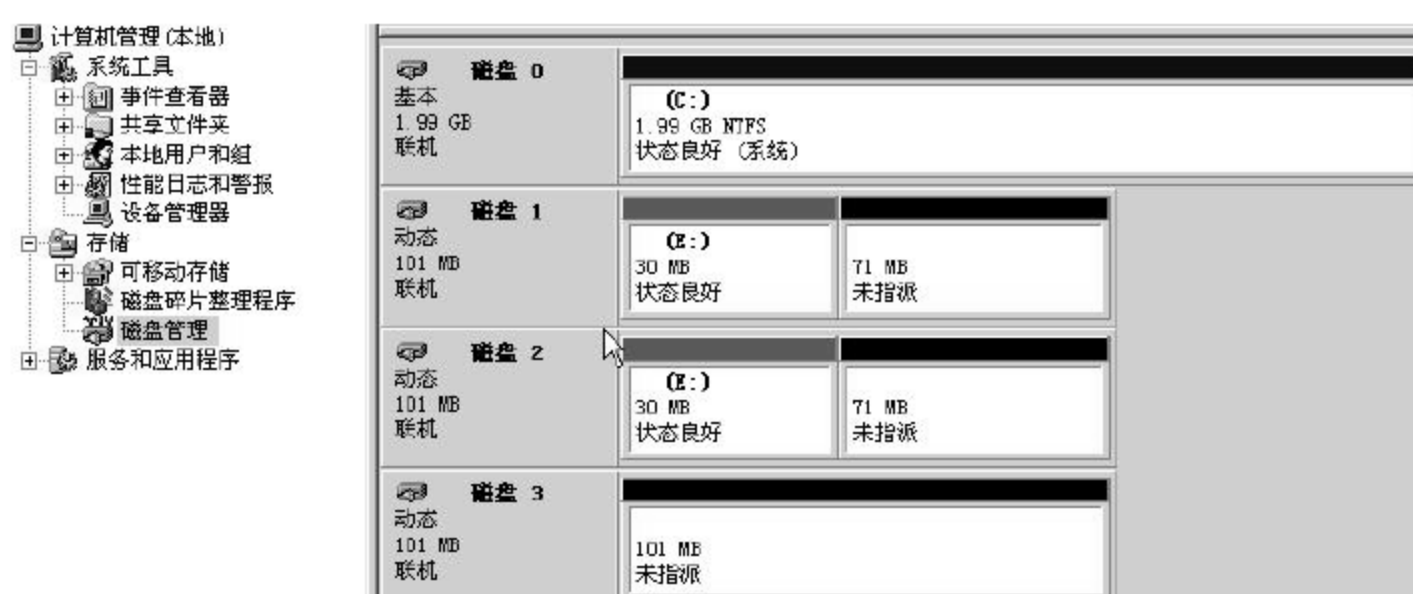 计算机管理(本地)
系统工具
事件查看器
共享文件夹
本地用户和组
性能日志和警报
设备管理器
存储
可移动存储
磁盘碎片整理程序
磁盘管理
服务和应用程序
磁盘 0
基本
1.99 GB
联机
(C:)
1.99 GB NTFS
状态良好 (系统)
磁盘 1
动态
101 MB
联机
(E:)
30 MB
状态良好
71 MB
未指派
磁盘 2
动态
101 MB
联机
(E:)
30 MB
状态良好
71 MB
未指派
磁盘 3
动态
101 MB
联机
101 MB
未指派